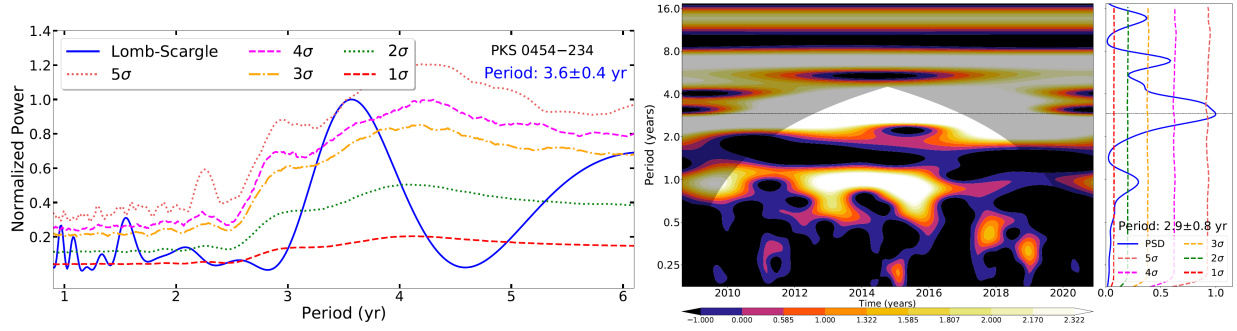 1.4
1.2
1.0
0.8
0.6
0.4
0.2
Normalized Power
Lomb-Scargle
5σ
4σ
3σ
2σ
1σ
PKS 0454−234
Period: 3.6±0.4 yr
1 2 3 4 5 6
Period (yr)
16.0
8.0
4.0
2.0
1.0
0.5
0.25
Period (years)
2010 2012 2014 2016 2018 2020
Time (years)
−1.000 0.000 0.585 1.000 1.322 1.585 1.807 2.000 2.170 2.322
Period: 2.9±0.8 yr
PSD
5σ
4σ
3σ
2σ
1σ
0.0 0.5 1.0